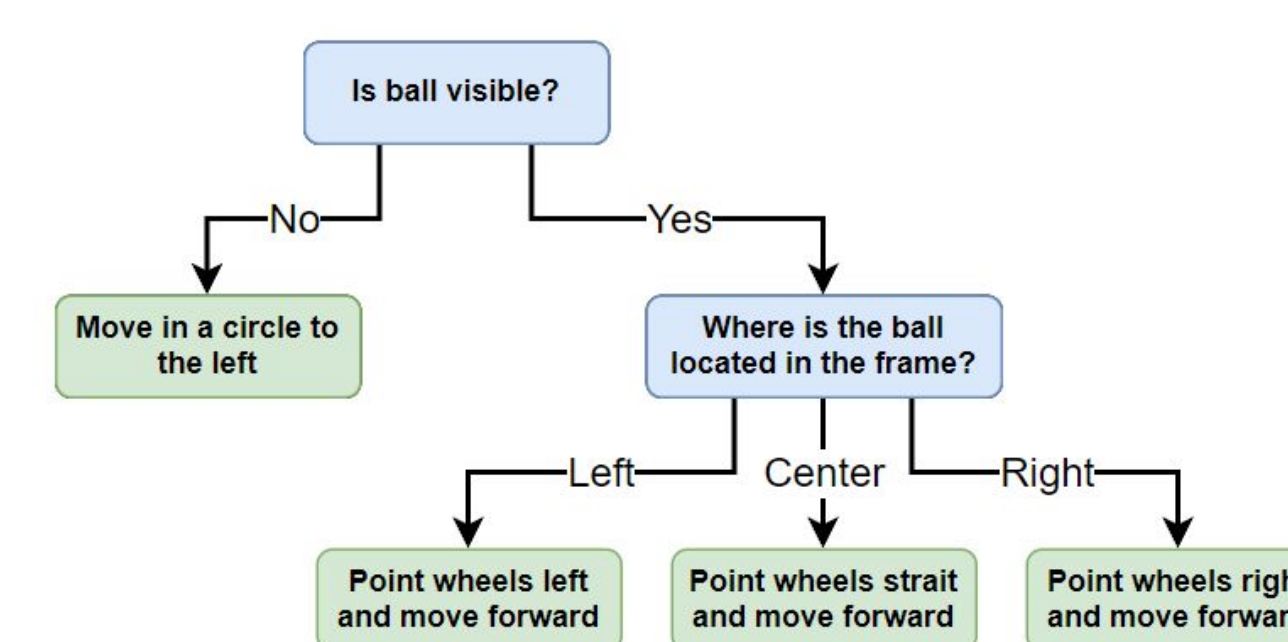 Is ball visible?
No
Yes
Move in a circle to
the left
Where is the ball
located in the frame?
Left
Center
Right
Point wheels left
and move forward
Point wheels strait
and move forward
Point wheels
and move